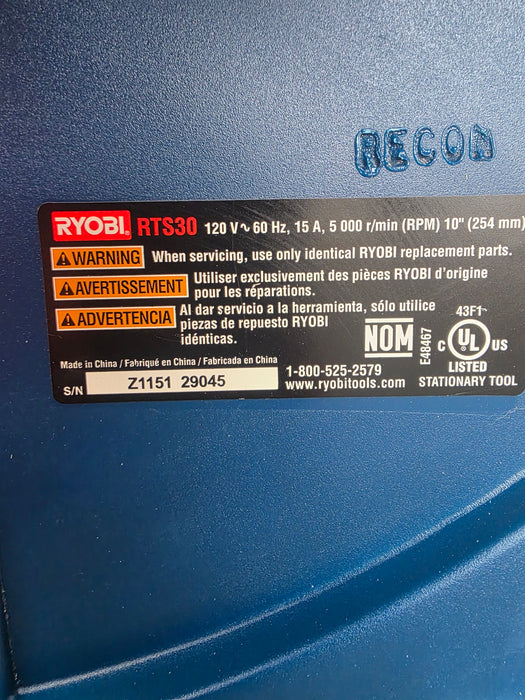 RECON
RYOBI RTS30 120 V ~ 60 Hz, 15 A, 5 000 r/min (RPM) 10" (254 mm)
WARNING When servicing, use only identical RYOBI replacement parts.
AVERTISSEMENT Utiliser exclusivement des pièces RYOBI d'origine
pour les réparations.
ADVERTENCIA Al dar servicio a la herramienta, sólo utilice
piezas de repuesto RYOBI
idénticas.
NOM
E48467
43F1
C UL US
LISTED
STATIONARY TOOL
Made in China / Fabriqué en China / Fabricada en China
S/N Z1151 29045
1-800-525-2579
www.ryobitools.com